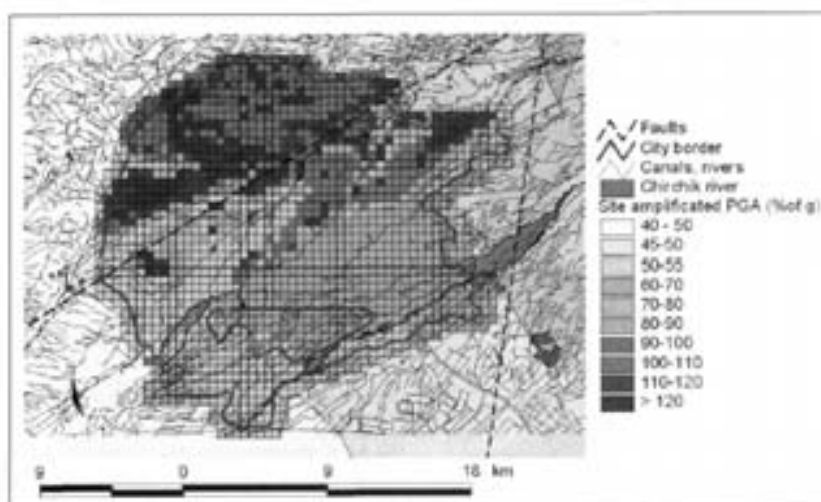 Faults
City border
Canals, rivers
Chirchik river
Site amplificated PGA (%of g)
40 - 50
45-50
50-55
60-70
70-80
80-90
90-100
100-110
110-120
> 120
9 0 9 18 km